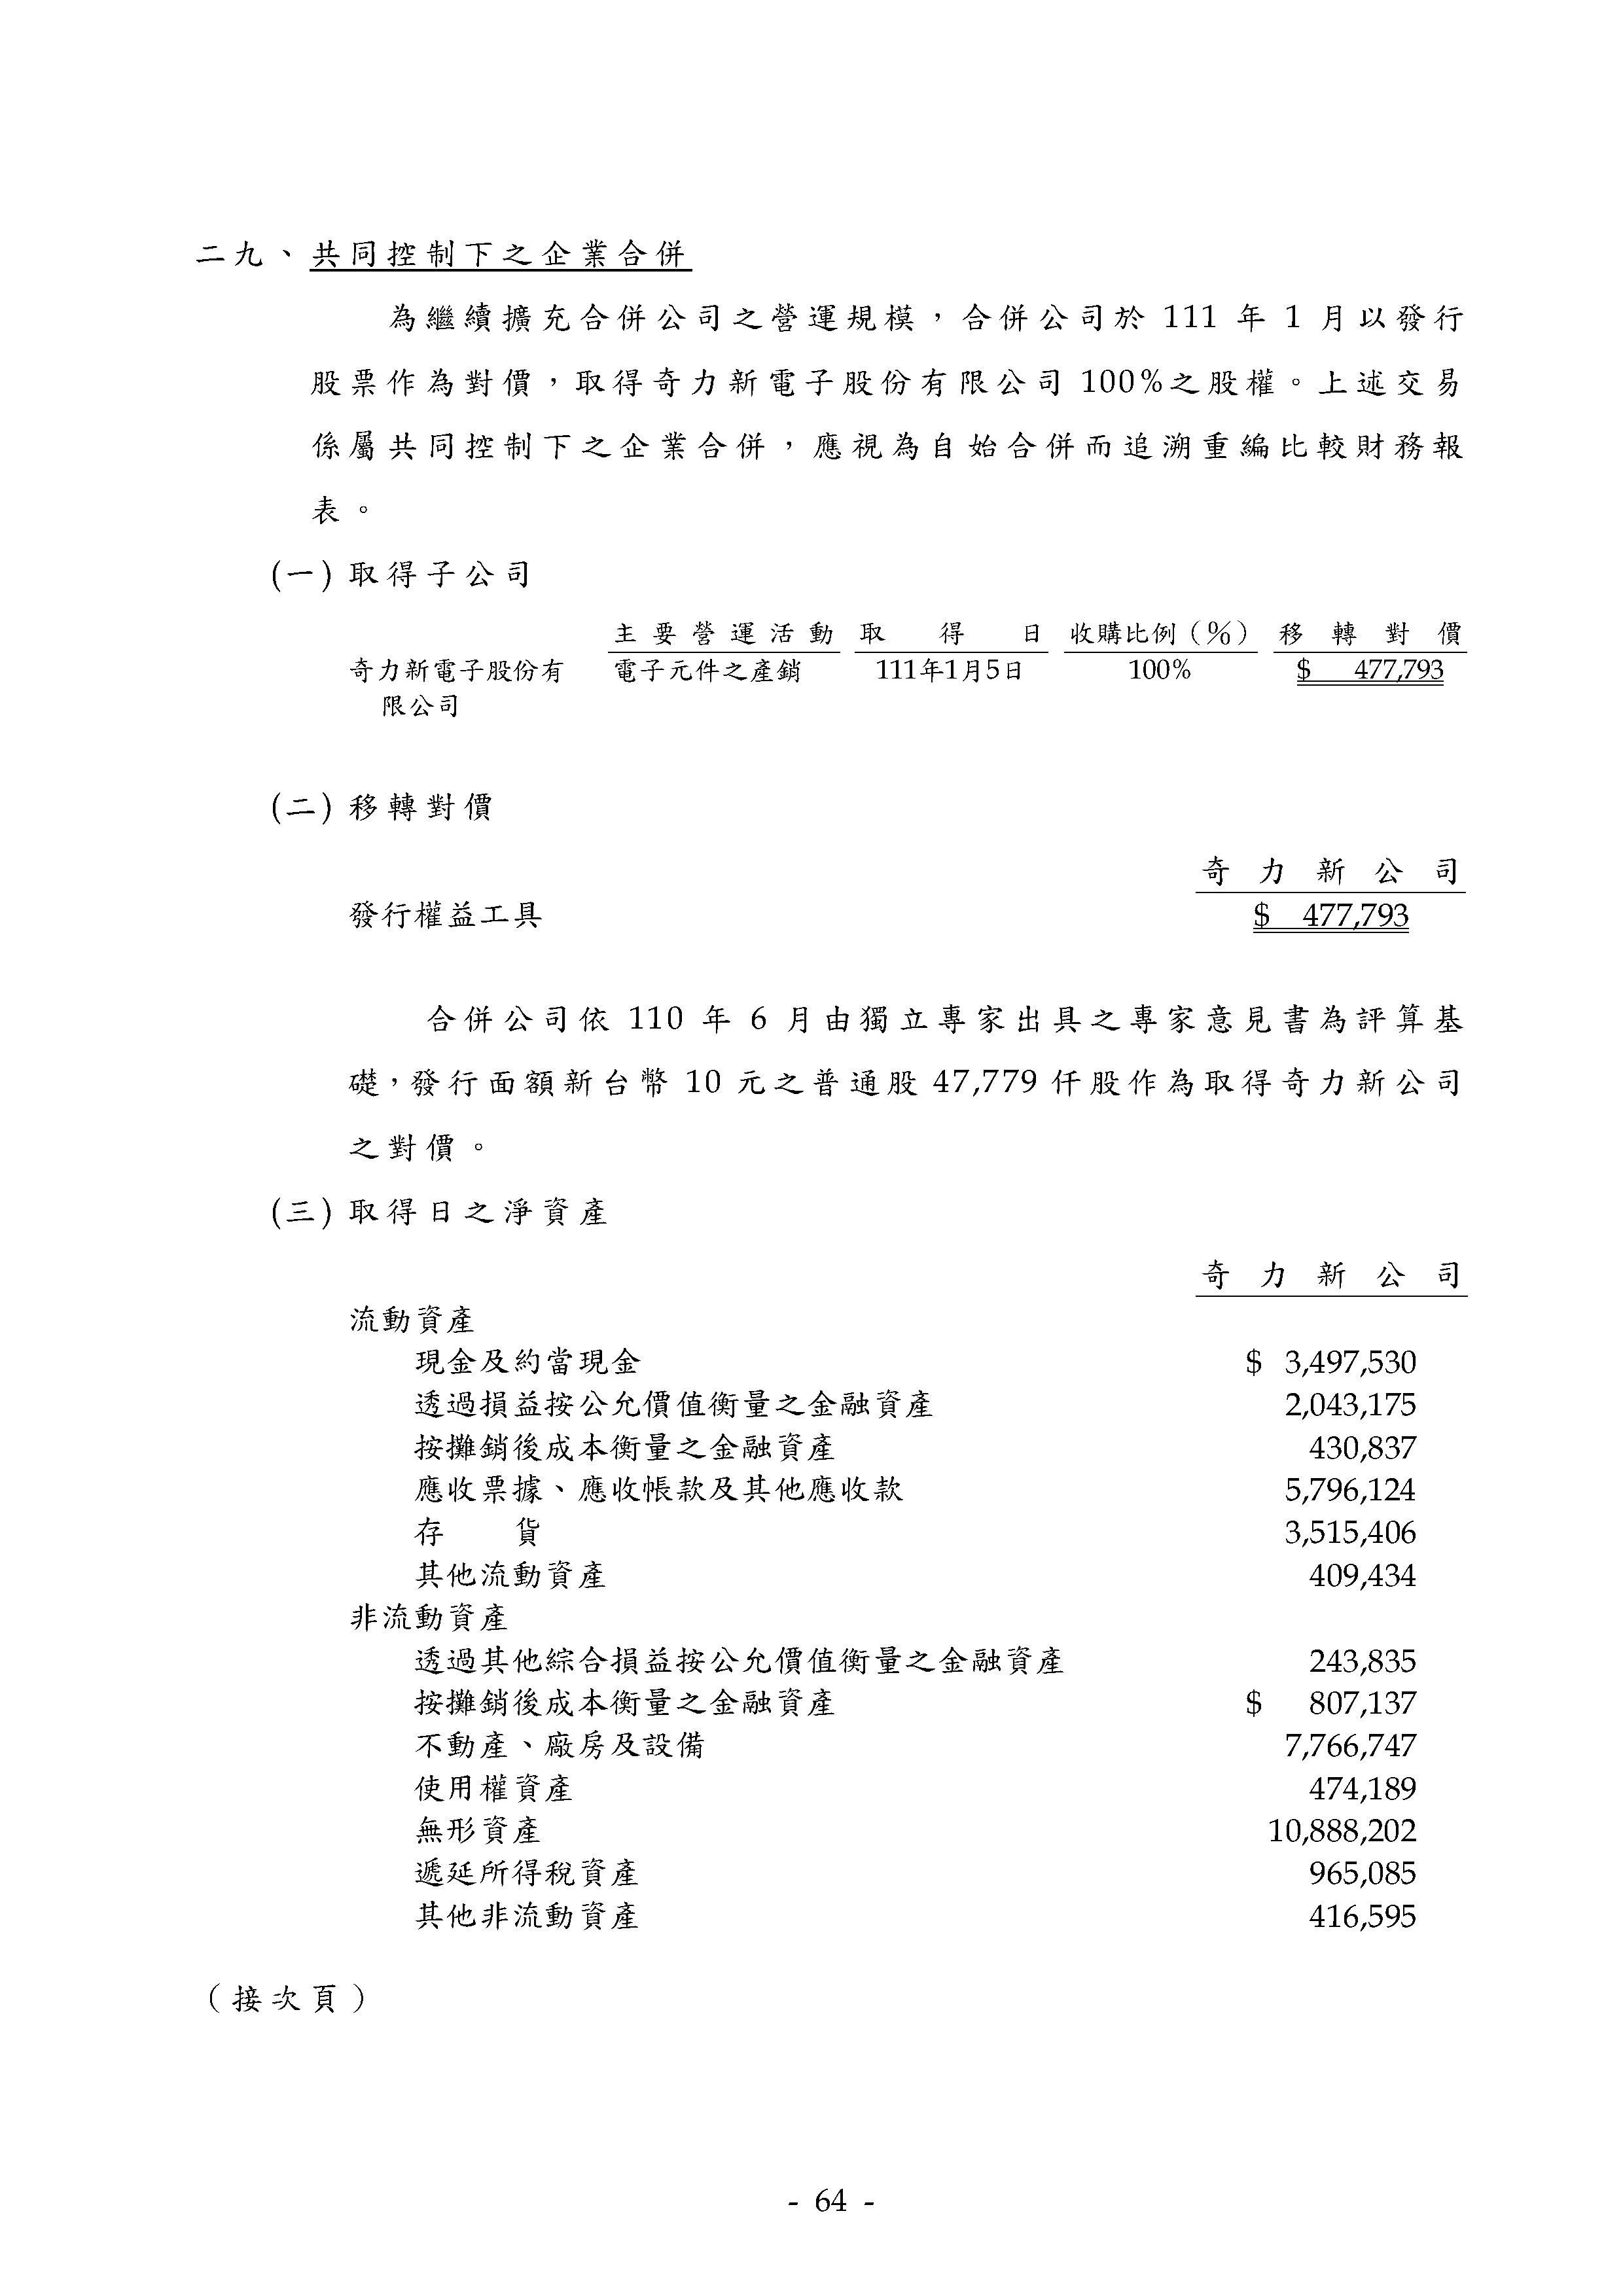 二九、共同控制下之企業合併
為繼續擴充合併公司之營運規模，合併公司於 111 年 1 月以發行
股票作為對價，取得奇力新電子股份有限公司 100%之股權。上述交易
係屬共同控制下之企業合併，應視為自始合併而追溯重編比較財務報
表。
(一) 取得子公司
主要營運活動 取得日 收購比例（%） 移轉對價
奇力新電子股份有 電子元件之產銷 111年1月5日 100% $ 477,793
限公司
(二) 移轉對價
奇力新公司
發行權益工具 $ 477,793
合併公司依 110 年 6 月由獨立專家出具之專家意見書為評算基
礎，發行面額新台幣 10 元之普通股 47,779 仟股作為取得奇力新公司
之對價。
(三) 取得日之淨資產
奇力新公司
流動資產
現金及約當現金 $ 3,497,530
透過損益按公允價值衡量之金融資產 2,043,175
按攤銷後成本衡量之金融資產 430,837
應收票據、應收帳款及其他應收款 5,796,124
存貨 3,515,406
其他流動資產 409,434
非流動資產
透過其他綜合損益按公允價值衡量之金融資產 243,835
按攤銷後成本衡量之金融資產 $ 807,137
不動產、廠房及設備 7,766,747
使用權資產 474,189
無形資產 10,888,202
遞延所得稅資產 965,085
其他非流動資產 416,595
（接次頁）
- 64 -